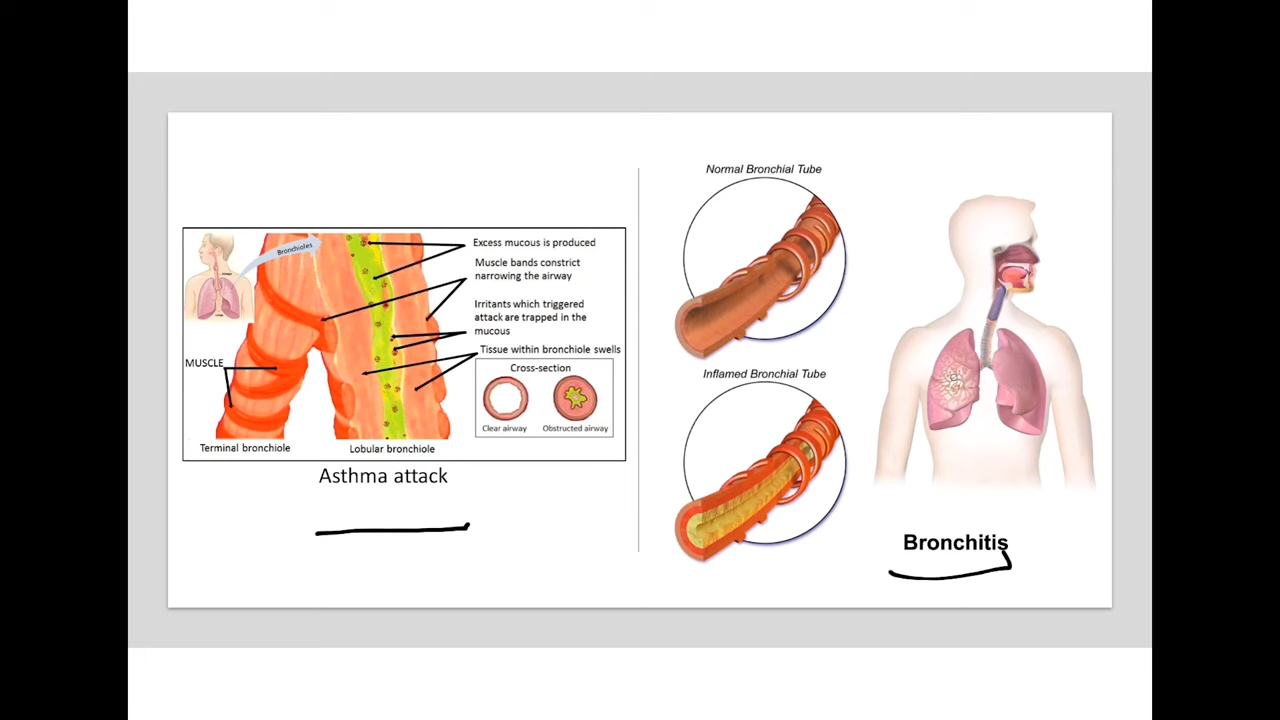 Bronchioles
Excess mucous is produced
Muscle bands constrict
narrowing the airway
Irritants which triggered
attack are trapped in the
mucous
Tissue within bronchiole swells
MUSCLE
Cross-section
Clear airway
Obstructed airway
Terminal bronchiole
Lobular bronchiole
Asthma attack
Normal Bronchial Tube
Inflamed Bronchial Tube
Bronchitis